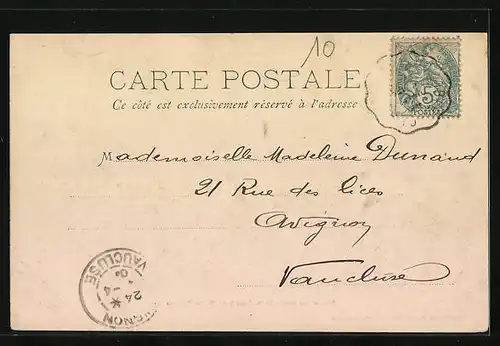 10
CARTE POSTALE
Ce côté est exclusivement réservé à l'adresse
5
Mademoiselle Madeleine Dunand
21 Rue des lices
Avignon
Vaucluse
VAUCLUSE
24 -4